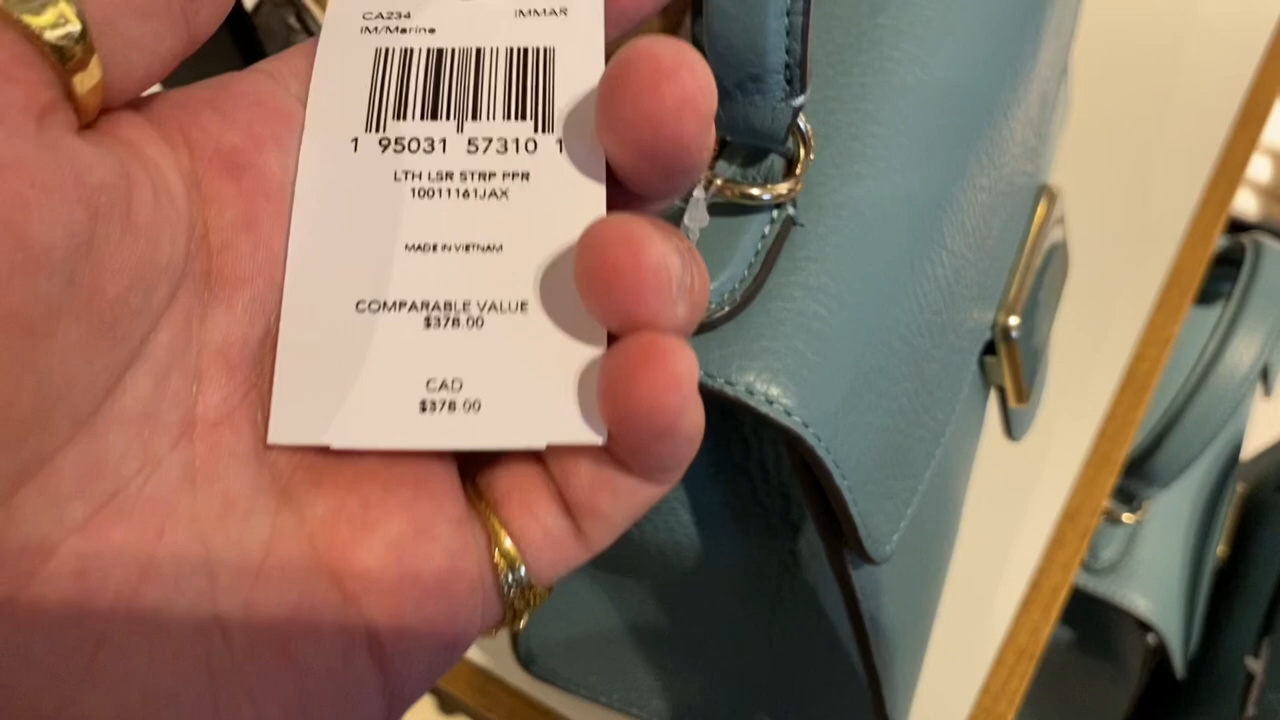 CA234 IMMAR
IM/Marine
1 95031 57310 1
LTH LSR STRP PPR
10011161JAX
MADE IN VIETNAM
COMPARABLE VALUE
$378.00
CAD
$378.00